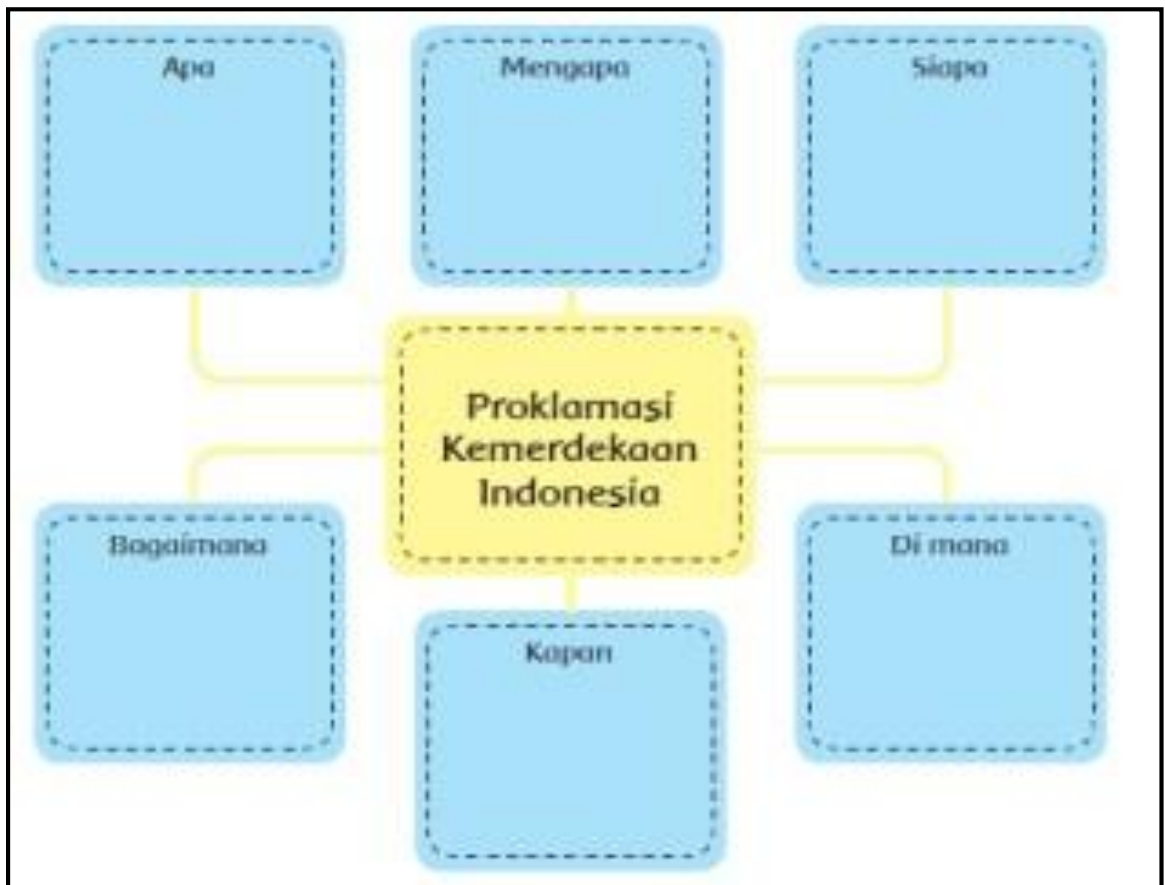 Apa
Mengapa
Siapa
Proklamasi
Kemerdekaan
Indonesia
Bagaimana
Di mana
Kapan